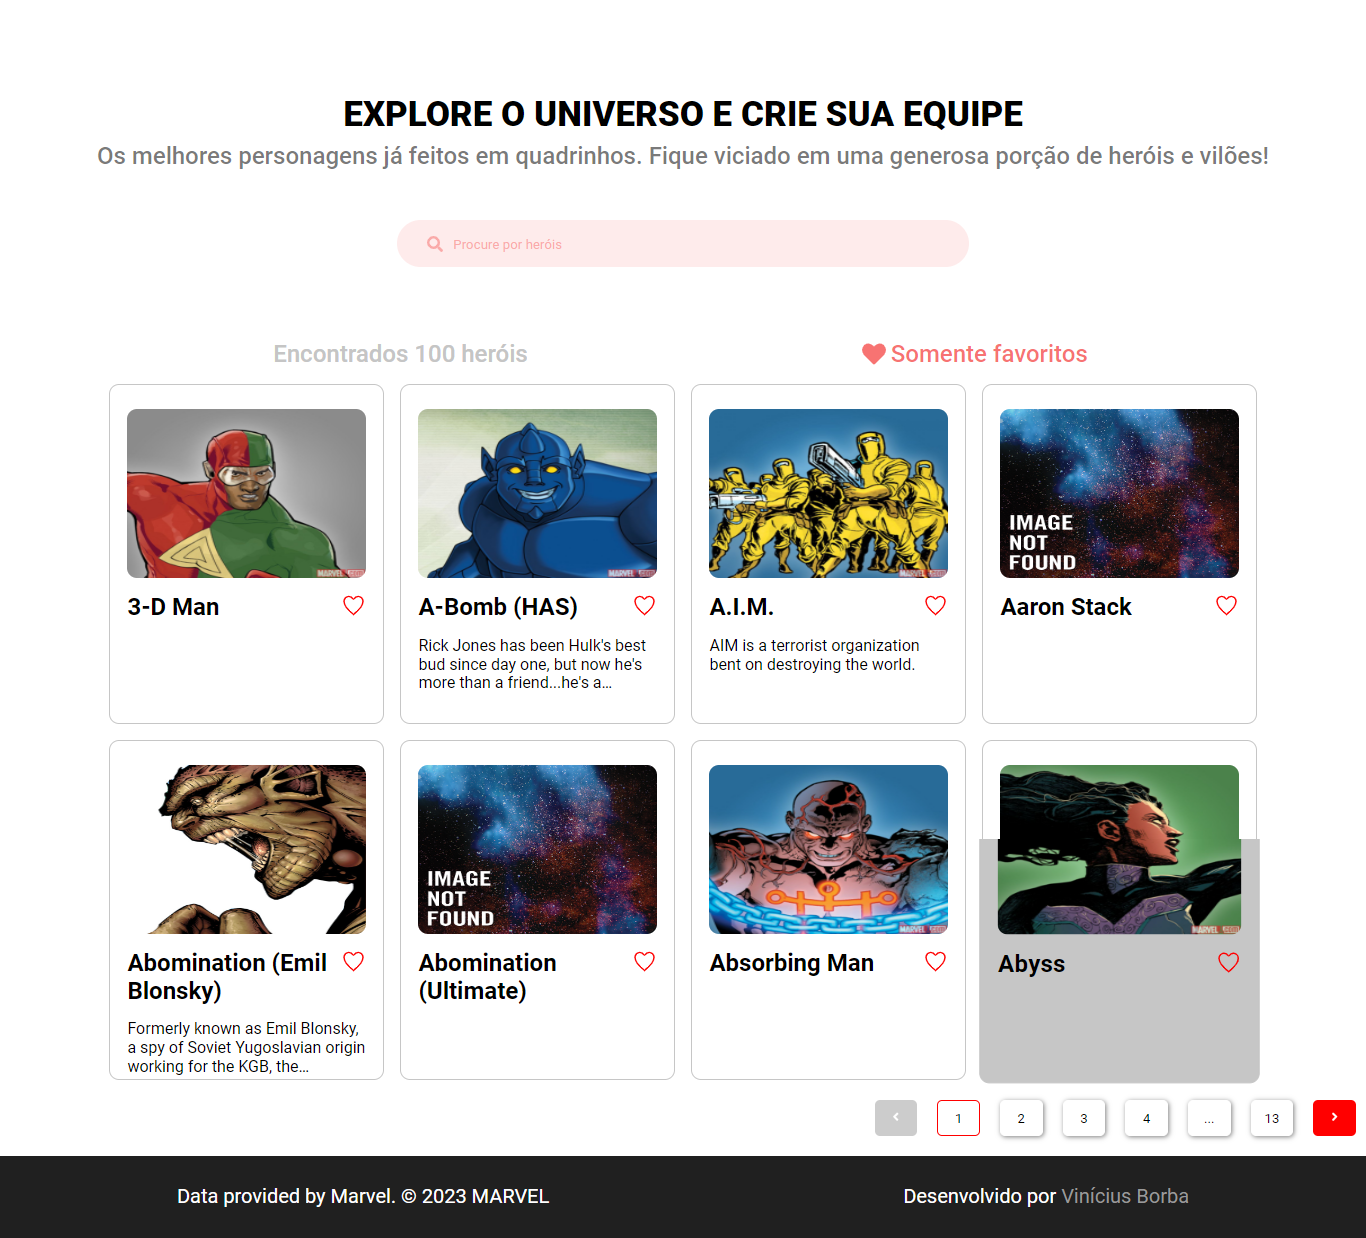 EXPLORE O UNIVERSO E CRIE SUA EQUIPE
Os melhores personagens já feitos em quadrinhos. Fique viciado em uma generosa porção de heróis e vilões!
Procure por heróis
Encontrados 100 heróis
Somente favoritos
3-D Man
A-Bomb (HAS)
Rick Jones has been Hulk's best
bud since day one, but now he's
more than a friend...he's a...
A.I.M.
AIM is a terrorist organization
bent on destroying the world.
IMAGE
NOT
FOUND
Aaron Stack
Abomination (Emil
Blonsky)
Formerly known as Emil Blonsky,
a spy of Soviet Yugoslavian origin
working for the KGB, the...
IMAGE
NOT
FOUND
Abomination
(Ultimate)
Absorbing Man
Abyss
1 2 3 4 ... 13
Data provided by Marvel. © 2023 MARVEL
Desenvolvido por Vinícius Borba